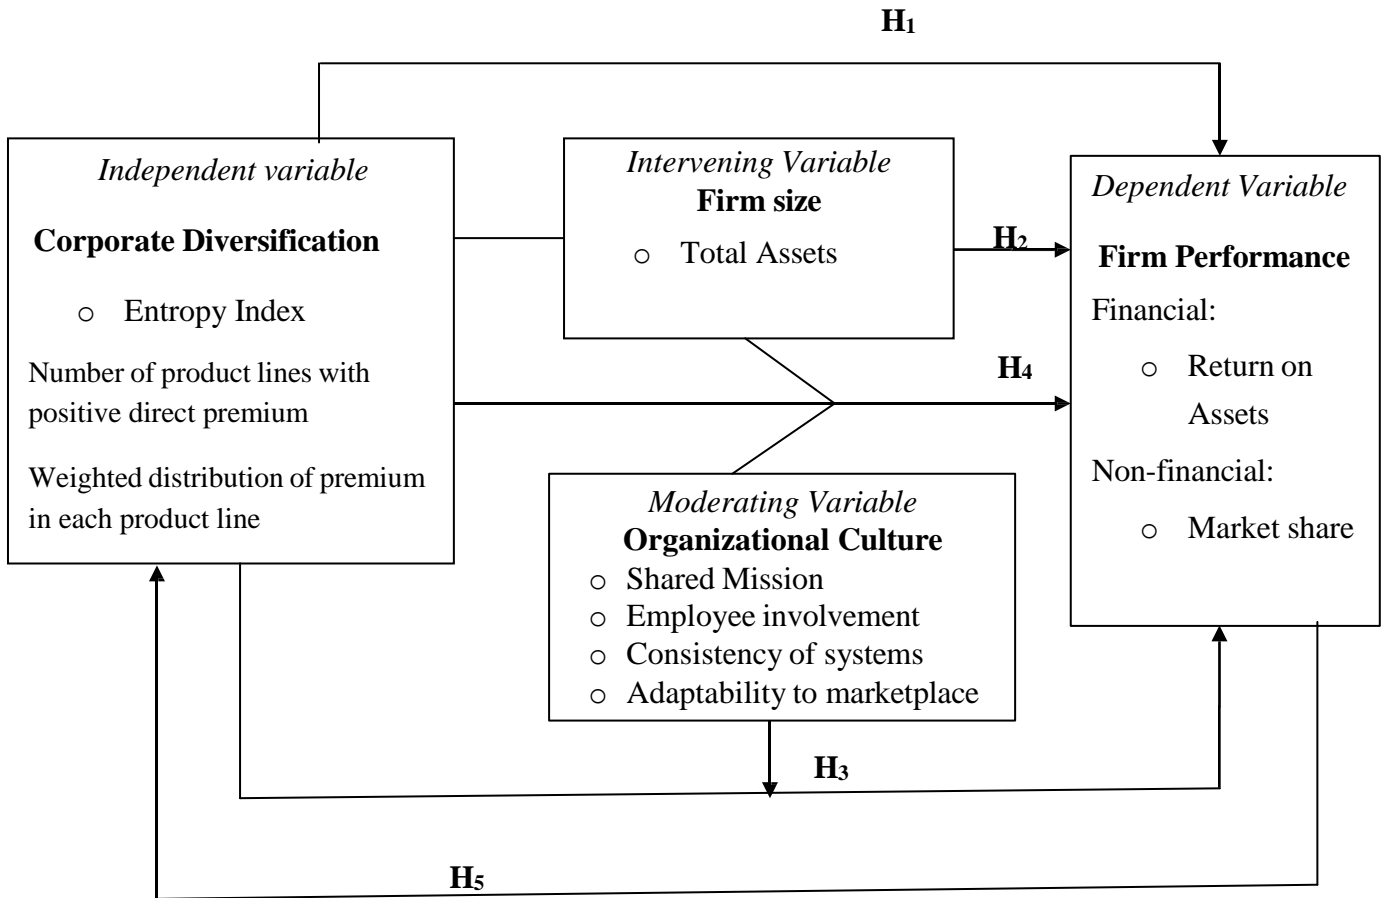 H1
Independent variable
Corporate Diversification
o Entropy Index
Number of product lines with
positive direct premium
Weighted distribution of premium
in each product line
Intervening Variable
Firm size
o Total Assets
H2
H4
Moderating Variable
Organizational Culture
o Shared Mission
o Employee involvement
o Consistency of systems
o Adaptability to marketplace
Dependent Variable
Firm Performance
Financial:
o Return on
Assets
Non-financial:
o Market share
H3
H5